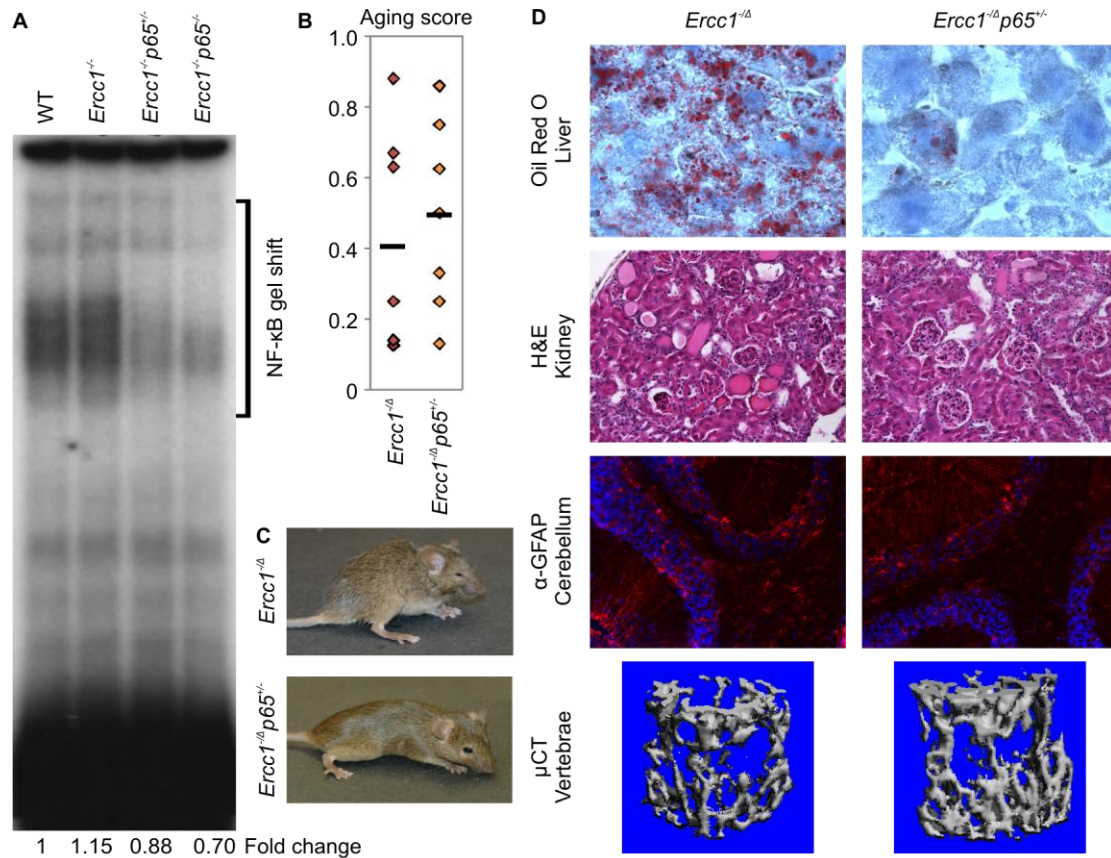 A
WT
Ercc1⁻/⁻
Ercc1⁻/⁻p65⁺/⁻
Ercc1⁻/⁻p65⁻/⁻
NF-κB gel shift
1 1.15 0.88 0.70 Fold change
B
Aging score
1.0
0.8
0.6
0.4
0.2
0
Ercc1⁻/Δ
Ercc1⁻/Δp65⁺/⁻
C
Ercc1⁻/Δ
Ercc1⁻/Δp65⁺/⁻
D
Ercc1⁻/Δ
Ercc1⁻/Δp65⁺/⁻
Oil Red O
Liver
H&E
Kidney
α-GFAP
Cerebellum
μCT
Vertebrae